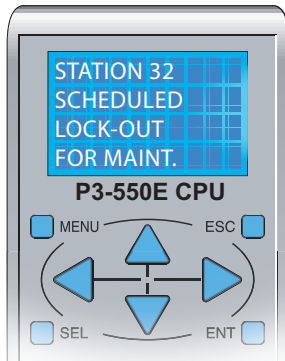 STATION 32
SCHEDULED
LOCK-OUT
FOR MAINT.
P3-550E CPU
MENU ESC
SEL ENT